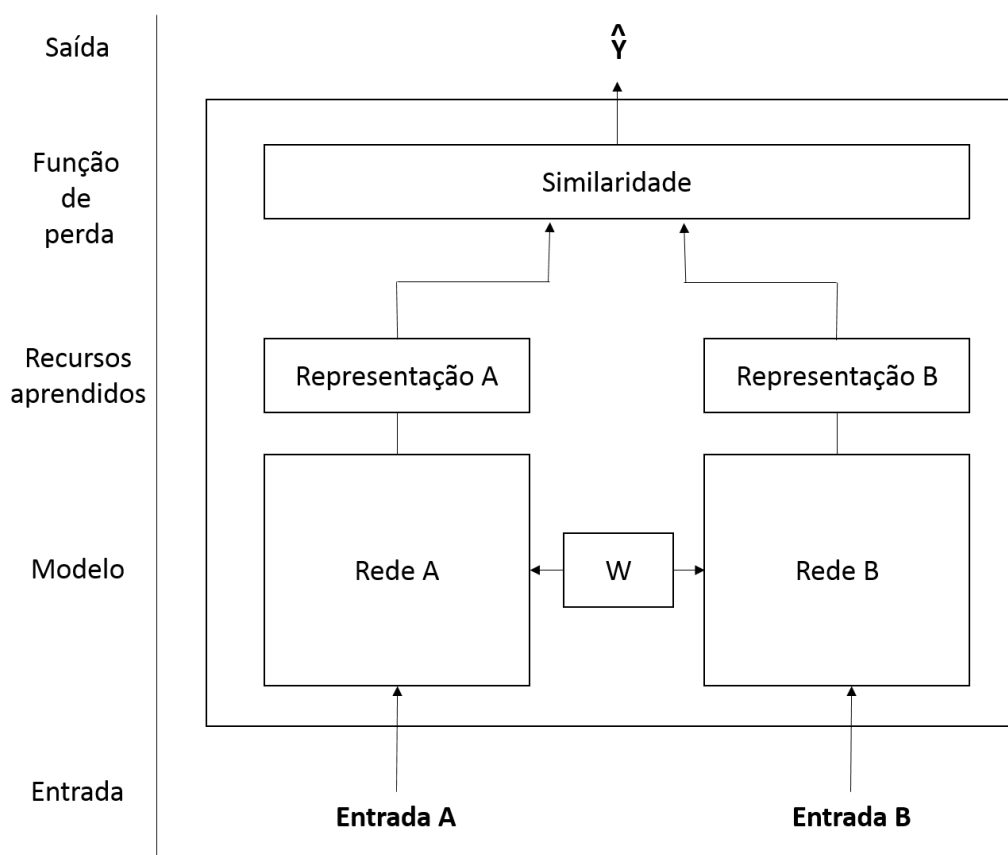 Saída
Ŷ
Função
de
perda
Similaridade
Recursos
aprendidos
Representação A
Representação B
Modelo
Rede A
W
Rede B
Entrada
Entrada A
Entrada B